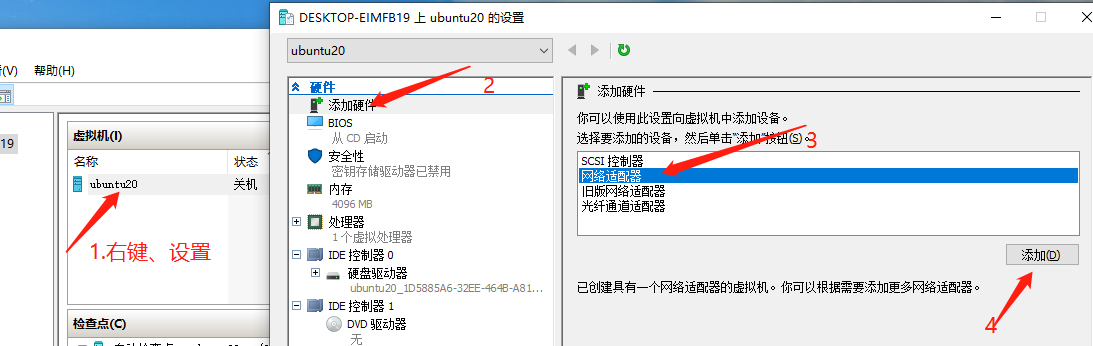 DESKTOP-EIMFB19 上 ubuntu20 的设置
(V) 帮助(H)
19
虚拟机(I)
名称 状态
ubuntu20 关机
1.右键、设置
检查点(C)
ubuntu20
硬件
添加硬件
2
BIOS
从 CD 启动
安全性
密钥存储驱动器已禁用
内存
4096 MB
处理器
1 个虚拟处理器
IDE 控制器 0
硬盘驱动器
ubuntu20_1D5885A6-32EE-464B-A81...
IDE 控制器 1
DVD 驱动器
无
添加硬件
你可以使用此设置向虚拟机中添加设备。
选择要添加的设备，然后单击"添加"按钮(S)。
3
SCSI 控制器
网络适配器
旧版网络适配器
光纤通道适配器
添加(D)
已创建具有一个网络适配器的虚拟机。你可以根据需要添加更多网络适配器。
4